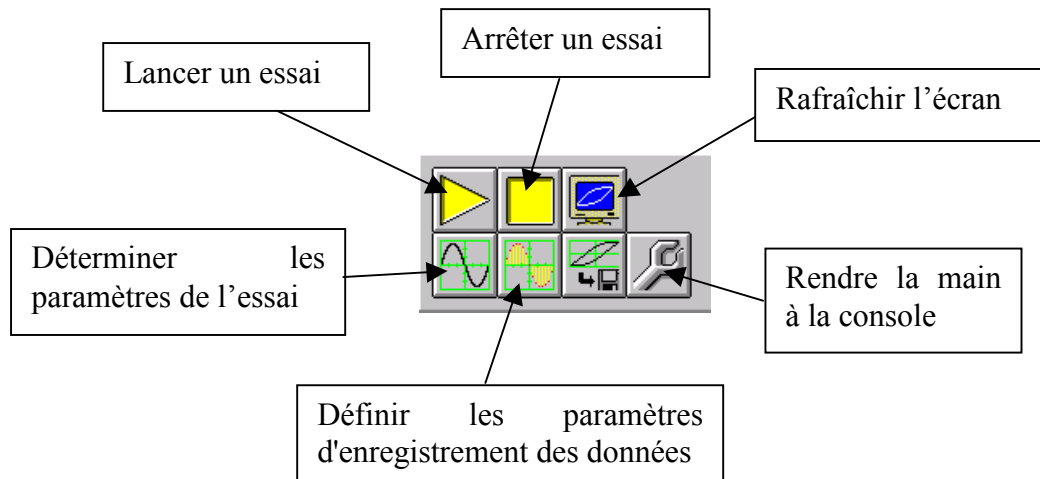 Arrêter un essai
Lancer un essai
Rafraîchir l’écran
Déterminer les
paramètres de l’essai
Rendre la main
à la console
Définir les paramètres
d'enregistrement des données